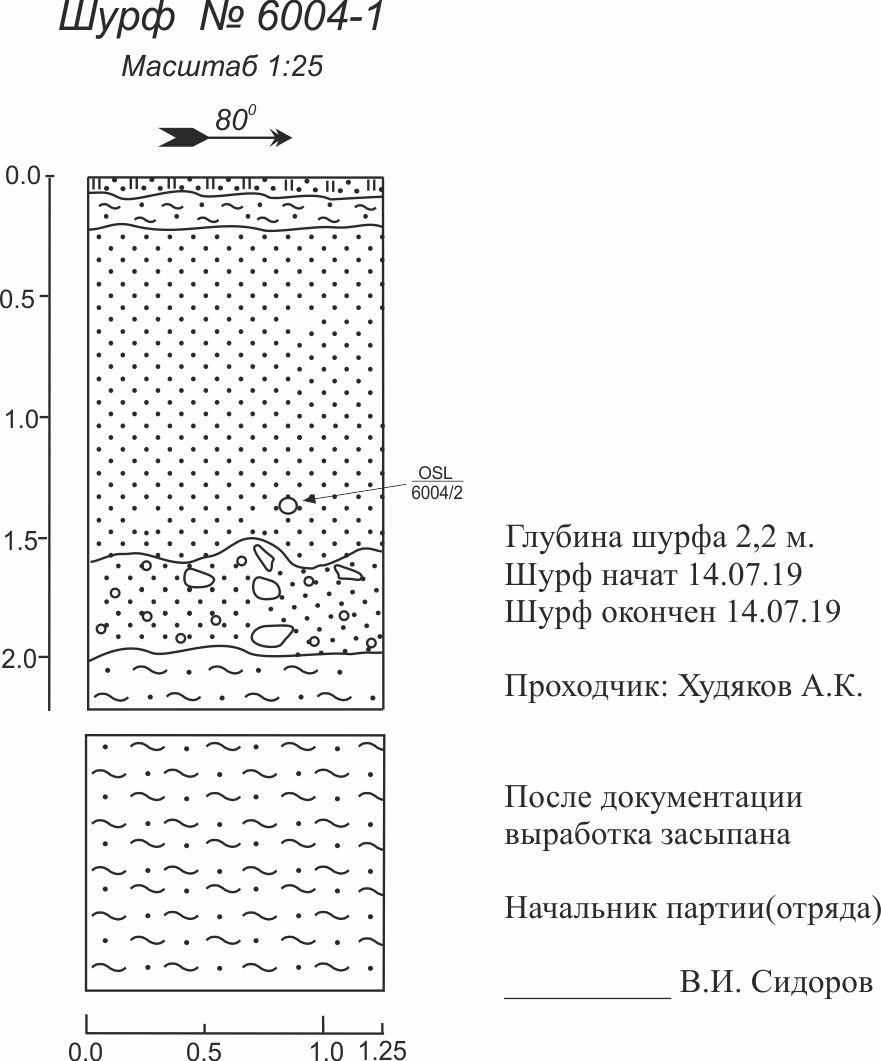 Шурф № 6004-1
Масштаб 1:25
80⁰
0.0
0.5
1.0
OSL
6004/2
1.5
2.0
Глубина шурфа 2,2 м.
Шурф начат 14.07.19
Шурф окончен 14.07.19
Проходчик: Худяков А.К.
После документации
выработка засыпана
Начальник партии(отряда)
__________ В.И. Сидоров
0.0 0.5 1.0 1.25